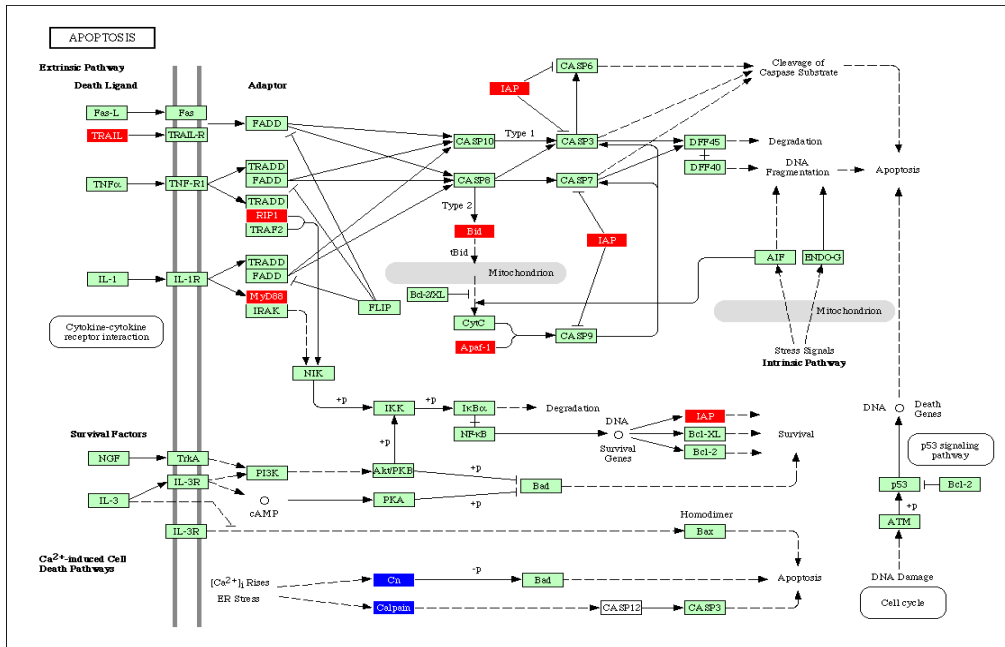 APOPTOSIS
Extrinsic Pathway
Death Ligand
Adaptor
Fas-L
Fas
TRAIL
TRAIL-R
FADD
TNFα
TNF-R1
TRADD
FADD
TRADD
RIP1
TRAF2
IL-1
IL-1R
TRADD
FADD
MyD88
IRAK
FLIP
Cytokine-cytokine
receptor interaction
NIK
IAP
CASP6
CASP10
Type 1
CASP3
CASP8
CASP7
Type 2
Bid
tBid
IAP
Mitochondrion
Bcl-2/XL
CytC
Apaf-1
CASP9
Cleavage of
Caspase Substrate
DFF45
Degradation
DFF40
DNA
Fragmentation
Apoptosis
AIF
ENDO-G
Mitochondrion
Stress Signals
Intrinsic Pathway
+p
IKK
+p
IκBα
Degradation
NF-κB
DNA
Survival
Genes
IAP
Bcl-XL
Bcl-2
Survival
DNA
Death
Genes
p53 signaling
pathway
Survival Factors
NGF
TrkA
IL-3
IL-3R
PI3K
cAMP
+p
Akt/PKB
+p
PKA
+p
Bad
p53
Bcl-2
+p
ATM
DNA Damage
Cell cycle
IL-3R
Homodimer
Bax
Ca2+-induced Cell
Death Pathways
[Ca2+]i Rises
ER Stress
Cn
-p
Bad
Apoptosis
Calpain
CASP12
CASP3